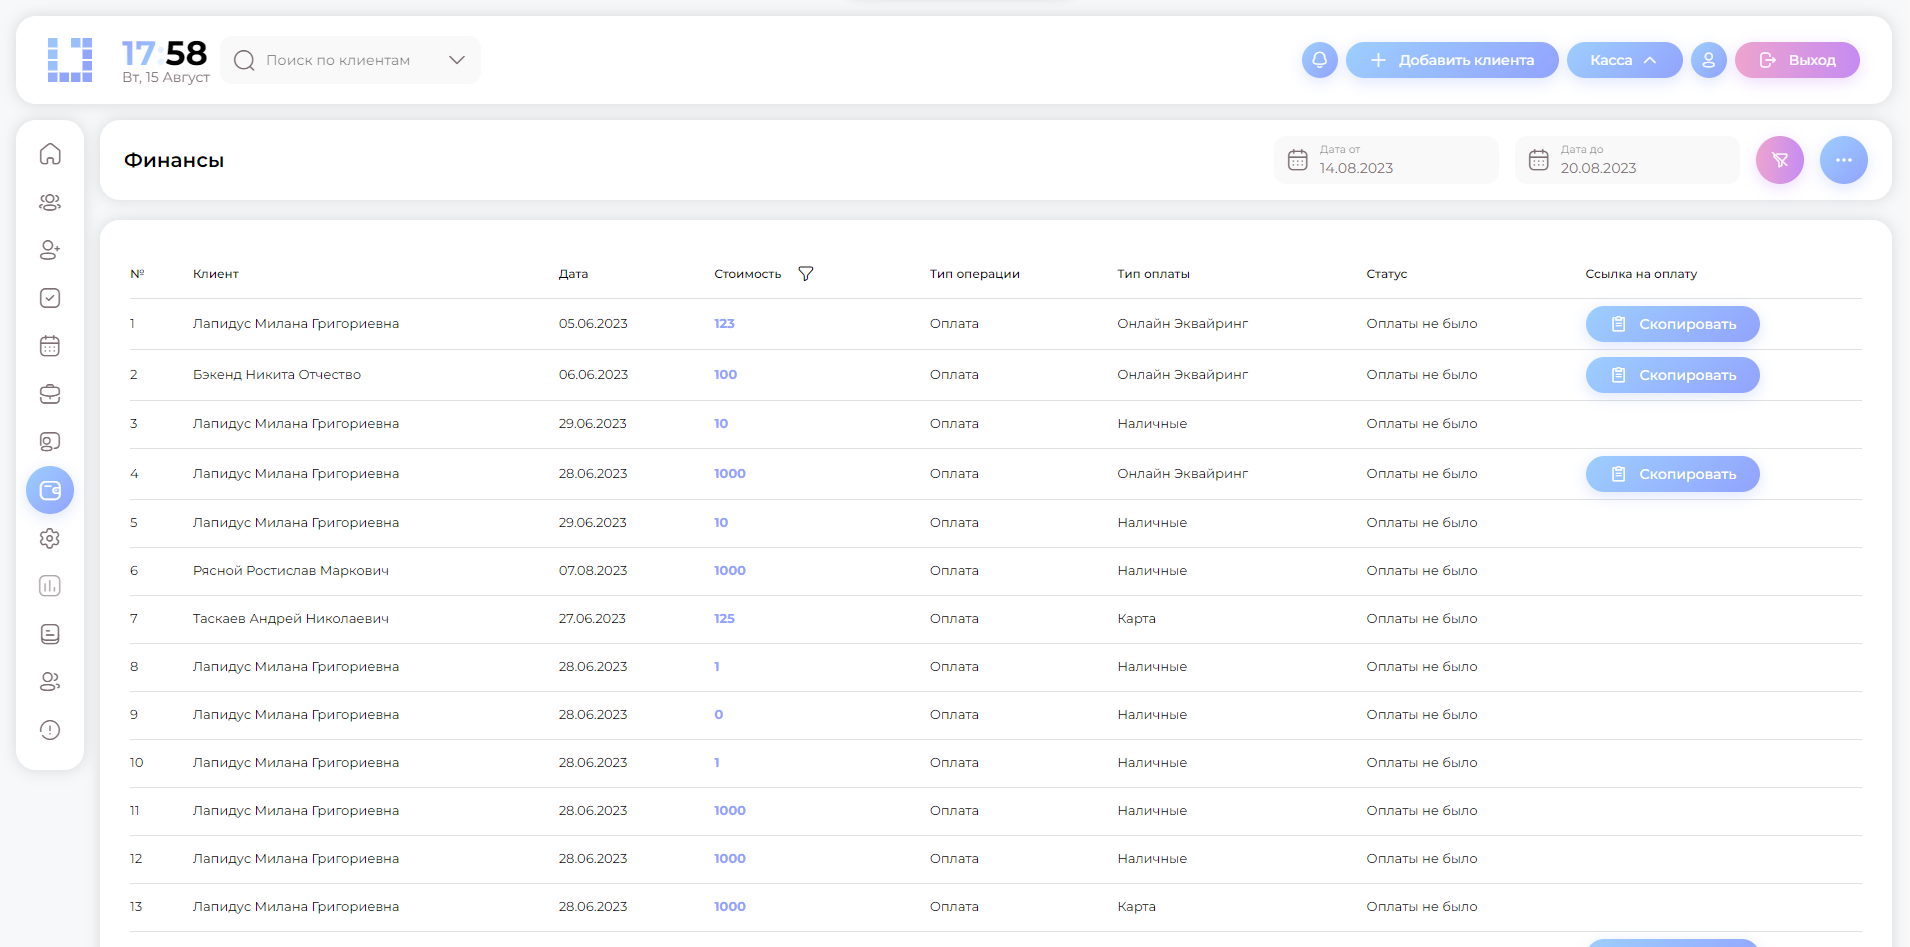 17:58
Вт, 15 Август
Поиск по клиентам
Добавить клиента
Касса
Выход
Финансы
Дата от
14.08.2023
Дата до
20.08.2023
№ Клиент Дата Стоимость Тип операции Тип оплаты Статус Ссылка на оплату
1 Лапидус Милана Григориевна 05.06.2023 123 Оплата Онлайн Эквайринг Оплаты не было Скопировать
2 Бэкенд Никита Отчество 06.06.2023 100 Оплата Онлайн Эквайринг Оплаты не было Скопировать
3 Лапидус Милана Григориевна 29.06.2023 10 Оплата Наличные Оплаты не было
4 Лапидус Милана Григориевна 28.06.2023 1000 Оплата Онлайн Эквайринг Оплаты не было Скопировать
5 Лапидус Милана Григориевна 29.06.2023 10 Оплата Наличные Оплаты не было
6 Рясной Ростислав Маркович 07.08.2023 1000 Оплата Наличные Оплаты не было
7 Таскаев Андрей Николаевич 27.06.2023 125 Оплата Карта Оплаты не было
8 Лапидус Милана Григориевна 28.06.2023 1 Оплата Наличные Оплаты не было
9 Лапидус Милана Григориевна 28.06.2023 0 Оплата Наличные Оплаты не было
10 Лапидус Милана Григориевна 28.06.2023 1 Оплата Наличные Оплаты не было
11 Лапидус Милана Григориевна 28.06.2023 1000 Оплата Наличные Оплаты не было
12 Лапидус Милана Григориевна 28.06.2023 1000 Оплата Наличные Оплаты не было
13 Лапидус Милана Григориевна 28.06.2023 1000 Оплата Карта Оплаты не было